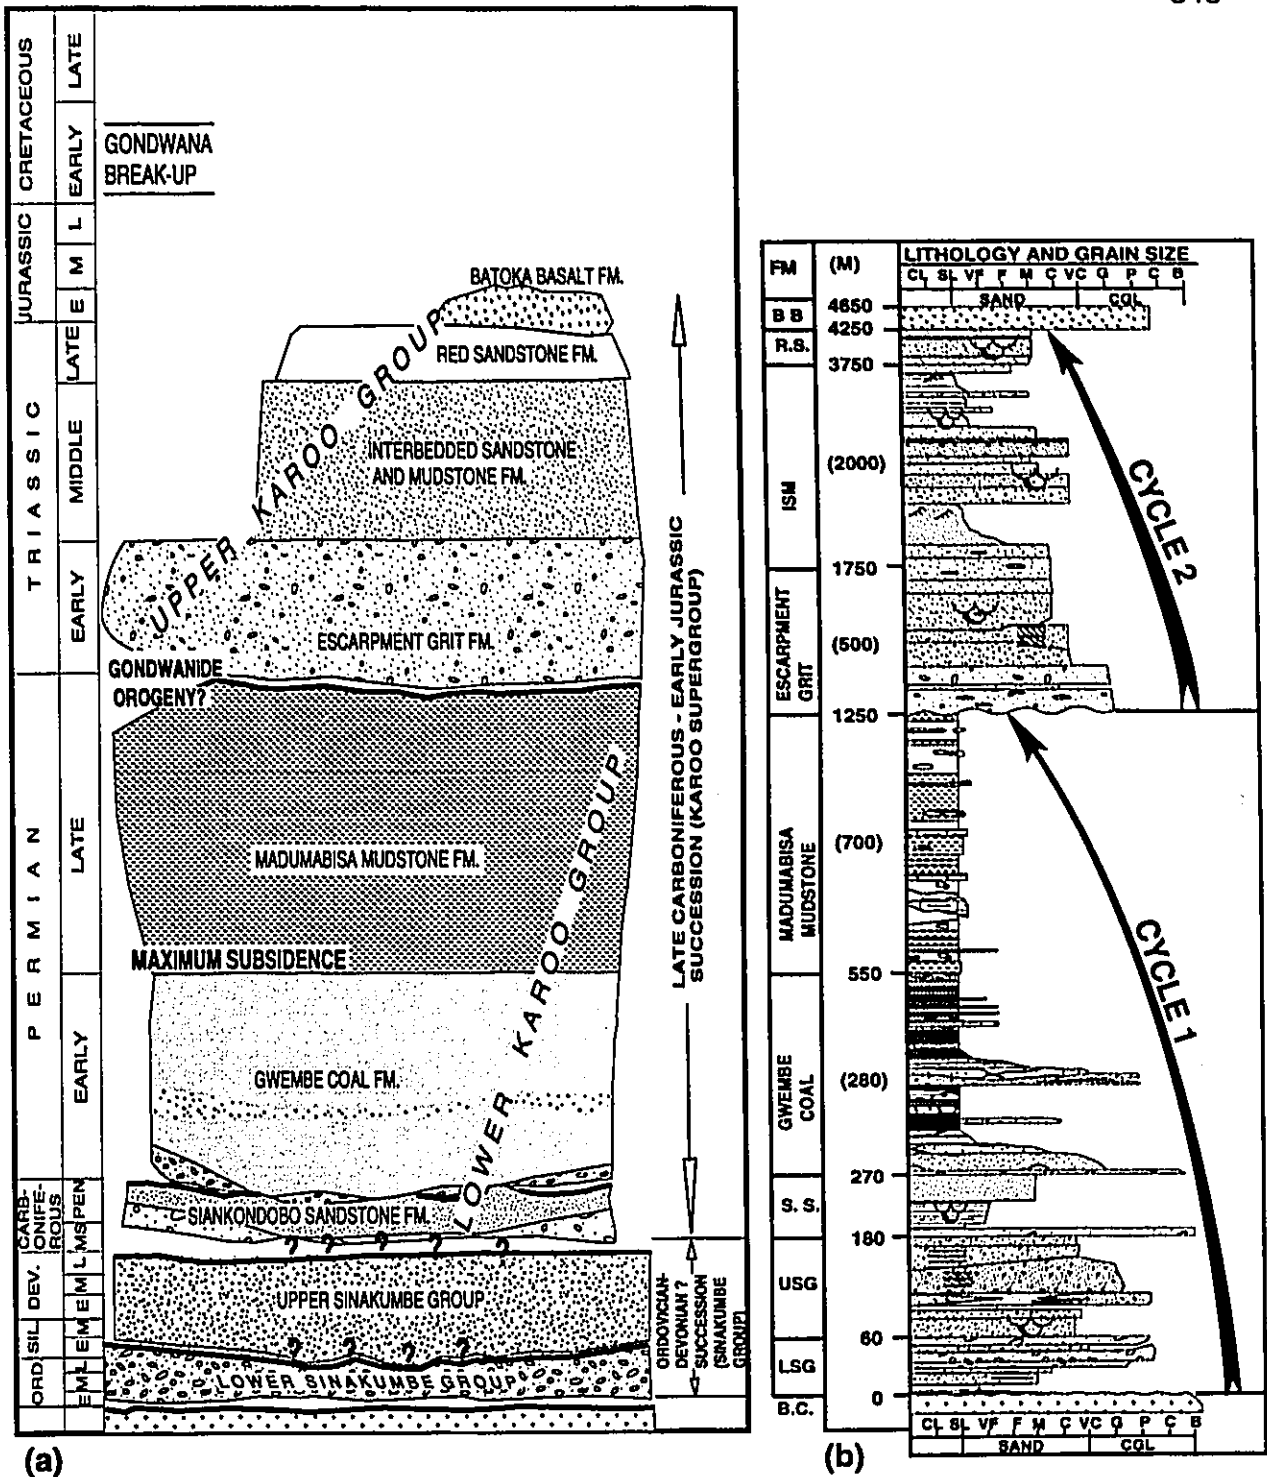 CRETACEOUS
LATE
EARLY
GONDWANA
BREAK-UP
JURASSIC
L
M
E
BATOKA BASALT FM.
TRIASSIC
LATE
RED SANDSTONE FM.
MIDDLE
INTERBEDDED SANDSTONE
AND MUDSTONE FM.
EARLY
ESCARPMENT GRIT FM.
UPPER KAROO GROUP
GONDWANIDE
OROGENY?
PERMIAN
LATE
MADUMABISA MUDSTONE FM.
MAXIMUM SUBSIDENCE
EARLY
GWEMBE COAL FM.
LOWER KAROO GROUP
CARB-
ONIFE-
ROUS
PEN
MS
SIANKONDOBO SANDSTONE FM.
? ? ? ? ?
DEV.
L
M
E
UPPER SINAKUMBE GROUP
SIL
M
E
? ? ? ?
ORD
L
M
E
LOWER SINAKUMBE GROUP
LATE CARBONIFEROUS - EARLY JURASSIC
SUCCESSION (KAROO SUPERGROUP)
ORDOVICIAN-
DEVONIAN ?
SUCCESSION
(SINAKUMBE
GROUP)
(a)
FM
(M)
LITHOLOGY AND GRAIN SIZE
CL SL VF F M C VC G P C B
SAND
CGL
4650
B B
4250
R.S.
3750
ISM
(2000)
1750
ESCARPMENT
GRIT
(500)
1250
MADUMABISA
MUDSTONE
(700)
550
GWEMBE
COAL
(280)
270
S. S.
180
USG
60
LSG
0
B.C.
CYCLE 2
CYCLE 1
CL SL VF F M C VC G P C B
SAND
CGL
(b)